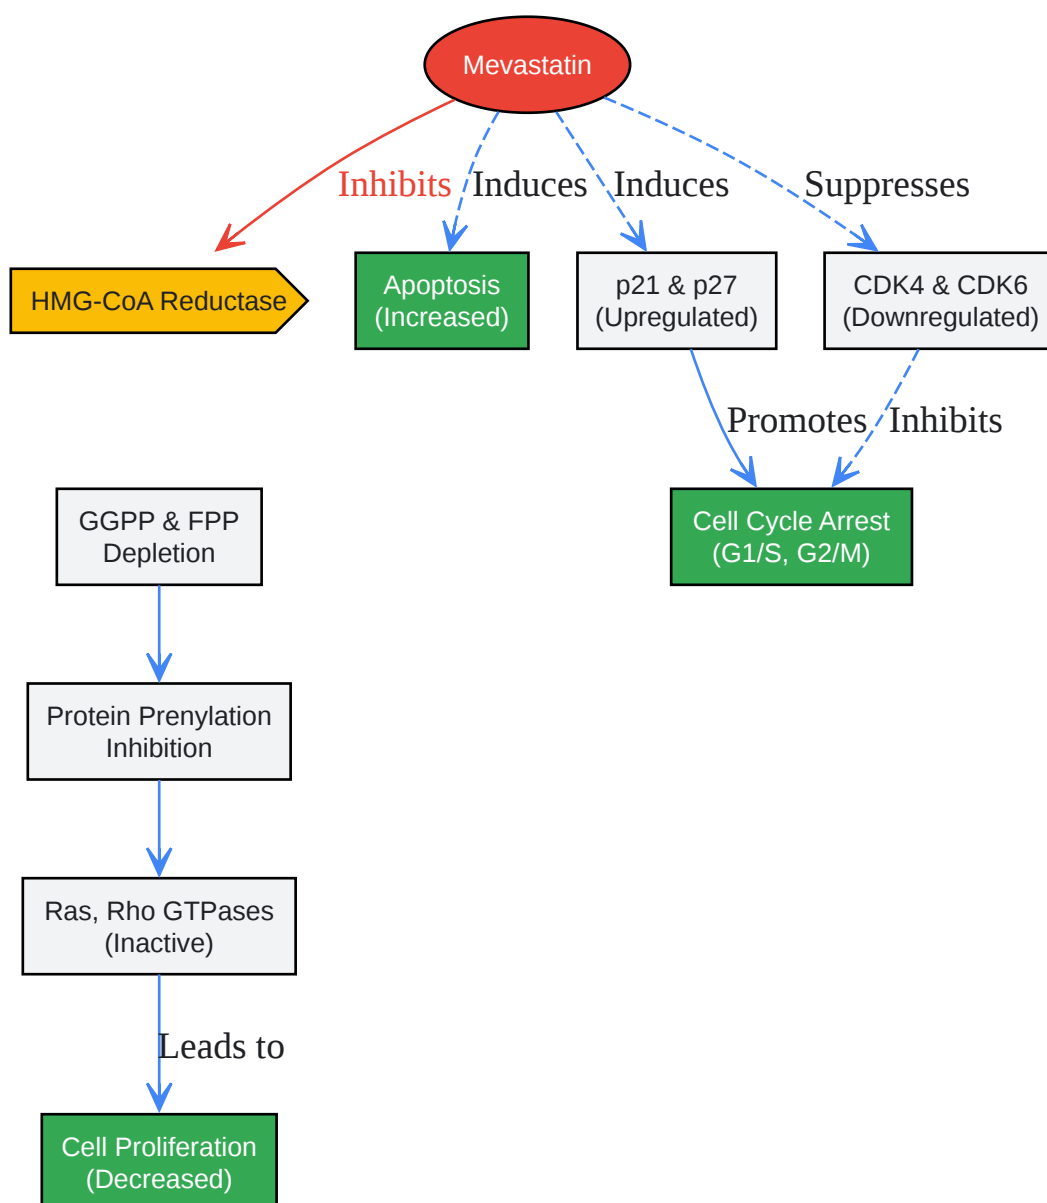 Mevastatin
Inhibits
Induces
Induces
Suppresses
HMG-CoA Reductase
Apoptosis
(Increased)
p21 & p27
(Upregulated)
CDK4 & CDK6
(Downregulated)
Promotes
Inhibits
GGPP & FPP
Depletion
Cell Cycle Arrest
(G1/S, G2/M)
Protein Prenylation
Inhibition
Ras, Rho GTPases
(Inactive)
Leads to
Cell Proliferation
(Decreased)